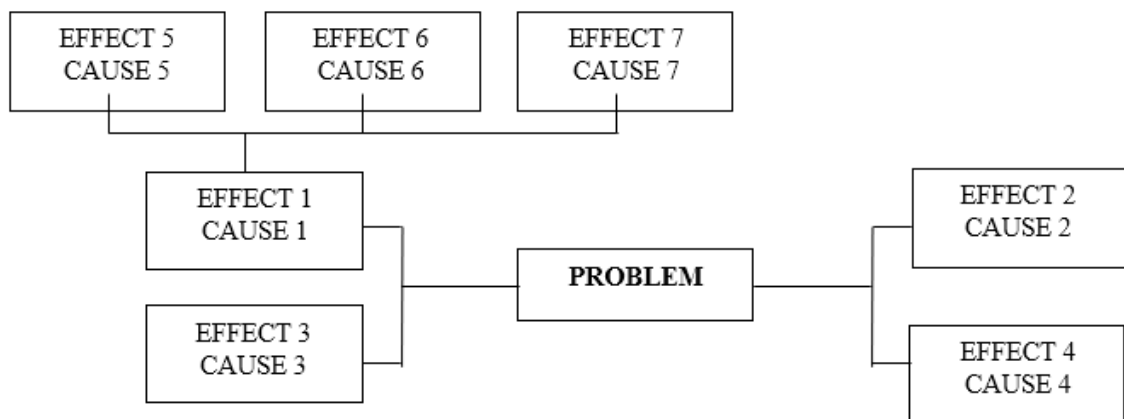 EFFECT 5
CAUSE 5
EFFECT 6
CAUSE 6
EFFECT 7
CAUSE 7
EFFECT 1
CAUSE 1
EFFECT 2
CAUSE 2
PROBLEM
EFFECT 3
CAUSE 3
EFFECT 4
CAUSE 4